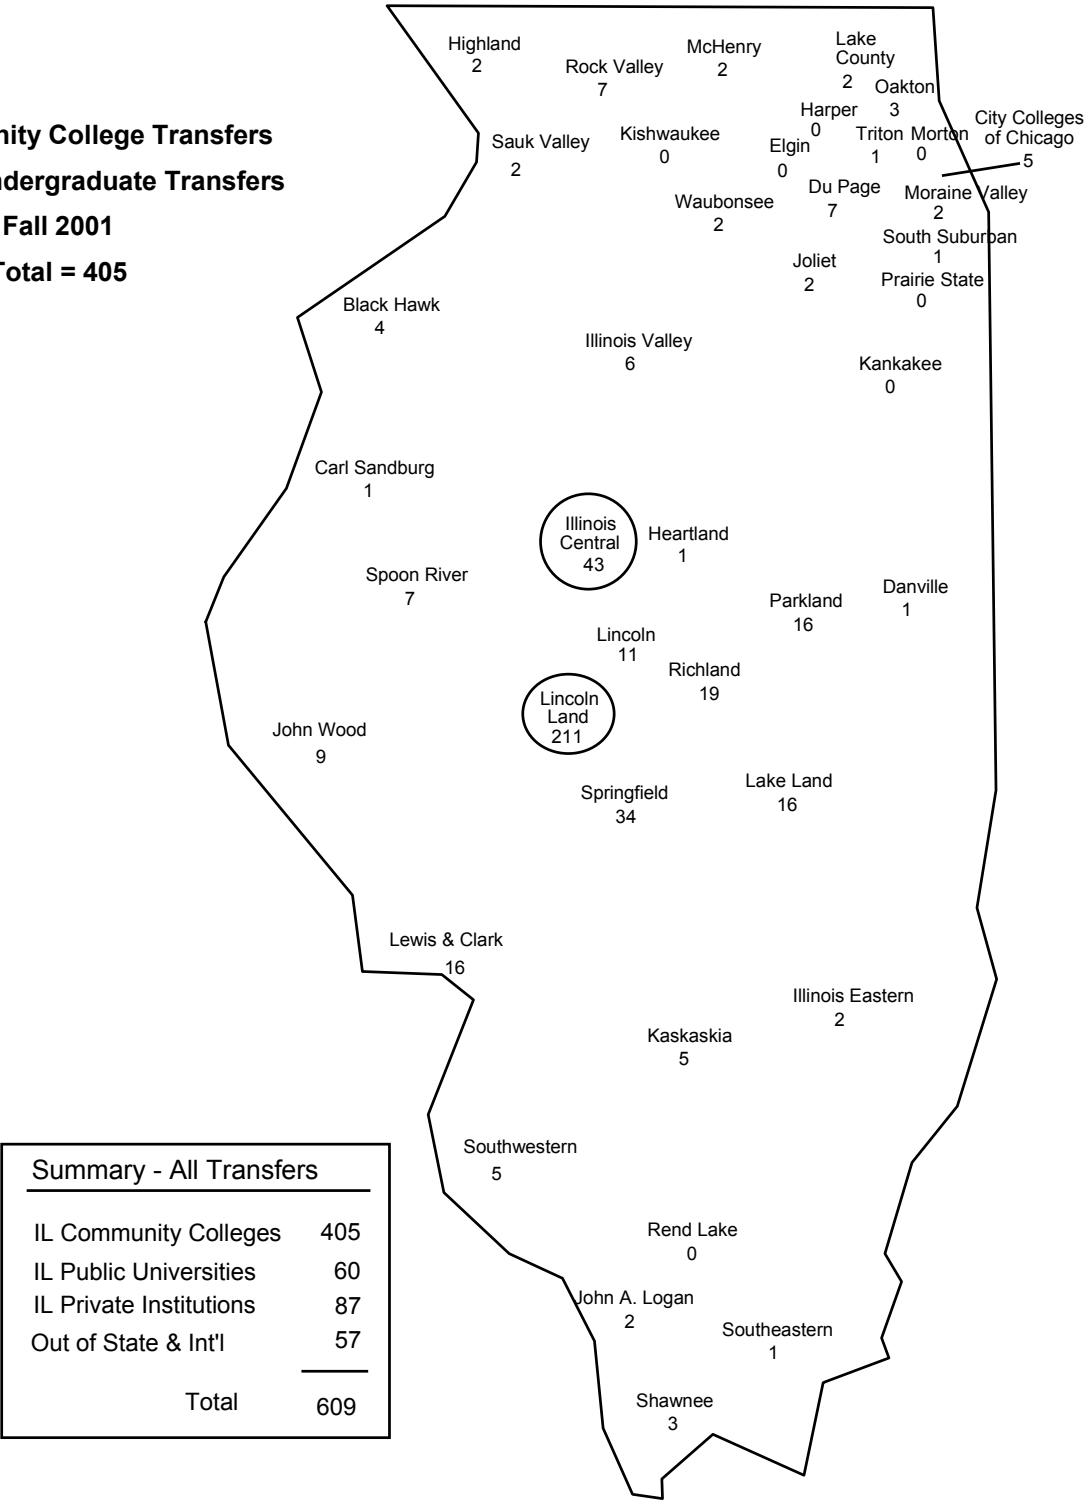 Highland
2
Rock Valley
7
McHenry
2
Lake
County
2
Oakton
3
Harper
0
City Colleges
of Chicago
5
nity College Transfers
Sauk Valley
2
Kishwaukee
0
Elgin
0
Triton
1
Morton
0
dergraduate Transfers
Fall 2001
Total = 405
Waubonsee
2
Du Page
7
Moraine Valley
2
South Suburban
1
Joliet
2
Prairie State
0
Black Hawk
4
Illinois Valley
6
Kankakee
0
Carl Sandburg
1
Illinois
Central
43
Heartland
1
Spoon River
7
Parkland
16
Danville
1
Lincoln
11
Richland
19
Lincoln
Land
211
John Wood
9
Springfield
34
Lake Land
16
Lewis & Clark
16
Illinois Eastern
2
Kaskaskia
5
Southwestern
5
Rend Lake
0
John A. Logan
2
Southeastern
1
Shawnee
3
Summary - All Transfers
IL Community Colleges 405
IL Public Universities 60
IL Private Institutions 87
Out of State & Int'l 57
Total 609